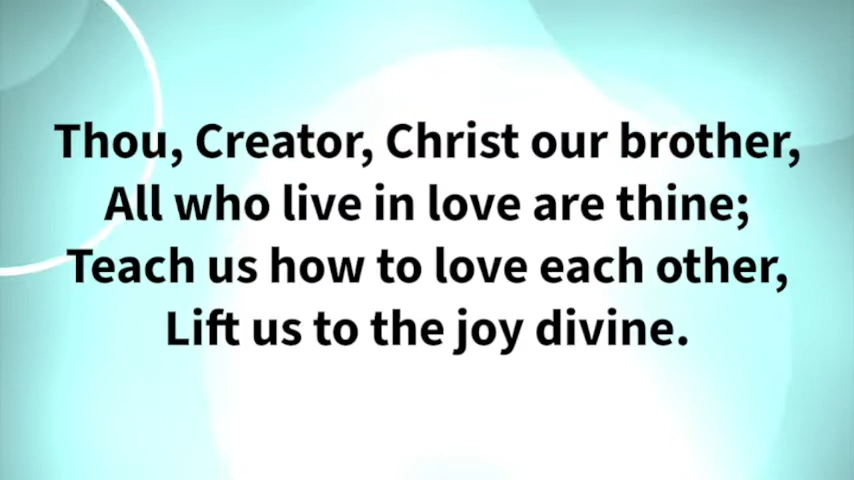 Thou, Creator, Christ our brother,
All who live in love are thine;
Teach us how to love each other,
Lift us to the joy divine.